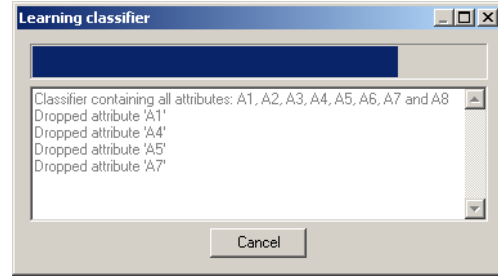 Learning classifier
Classifier containing all attributes: A1, A2, A3, A4, A5, A6, A7 and A8
Dropped attribute 'A1'
Dropped attribute 'A4'
Dropped attribute 'A5'
Dropped attribute 'A7'
Cancel